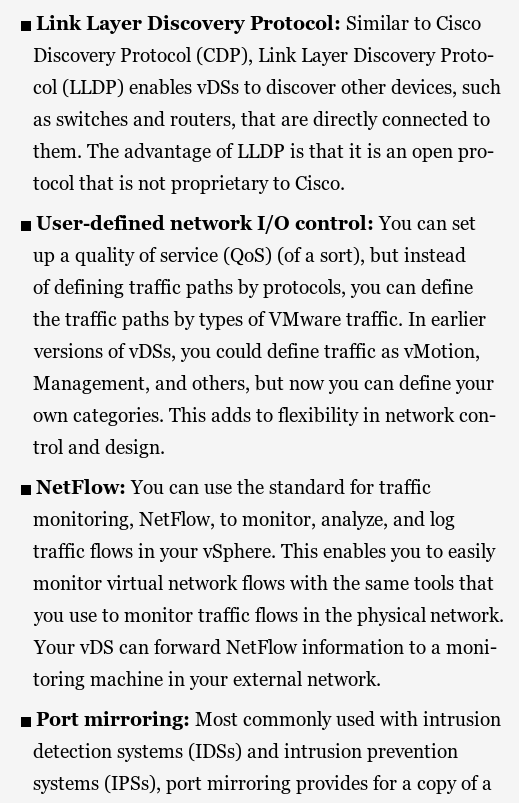 ■ Link Layer Discovery Protocol: Similar to Cisco
Discovery Protocol (CDP), Link Layer Discovery Proto-
col (LLDP) enables vDSs to discover other devices, such
as switches and routers, that are directly connected to
them. The advantage of LLDP is that it is an open pro-
tocol that is not proprietary to Cisco.
■ User-defined network I/O control: You can set
up a quality of service (QoS) (of a sort), but instead
of defining traffic paths by protocols, you can define
the traffic paths by types of VMware traffic. In earlier
versions of vDSs, you could define traffic as vMotion,
Management, and others, but now you can define your
own categories. This adds to flexibility in network con-
trol and design.
■ NetFlow: You can use the standard for traffic
monitoring, NetFlow, to monitor, analyze, and log
traffic flows in your vSphere. This enables you to easily
monitor virtual network flows with the same tools that
you use to monitor traffic flows in the physical network.
Your vDS can forward NetFlow information to a moni-
toring machine in your external network.
■ Port mirroring: Most commonly used with intrusion
detection systems (IDSs) and intrusion prevention
systems (IPSs), port mirroring provides for a copy of a